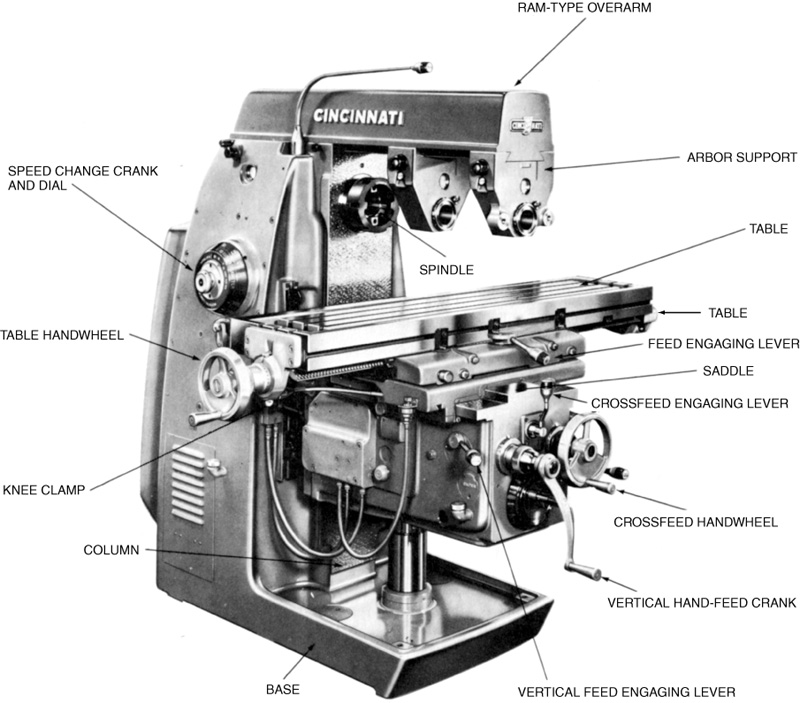 RAM-TYPE OVERARM
CINCINNATI
ARBOR SUPPORT
SPEED CHANGE CRANK
AND DIAL
TABLE
SPINDLE
TABLE
TABLE HANDWHEEL
FEED ENGAGING LEVER
SADDLE
CROSSFEED ENGAGING LEVER
KNEE CLAMP
CROSSFEED HANDWHEEL
COLUMN
VERTICAL HAND-FEED CRANK
BASE
VERTICAL FEED ENGAGING LEVER